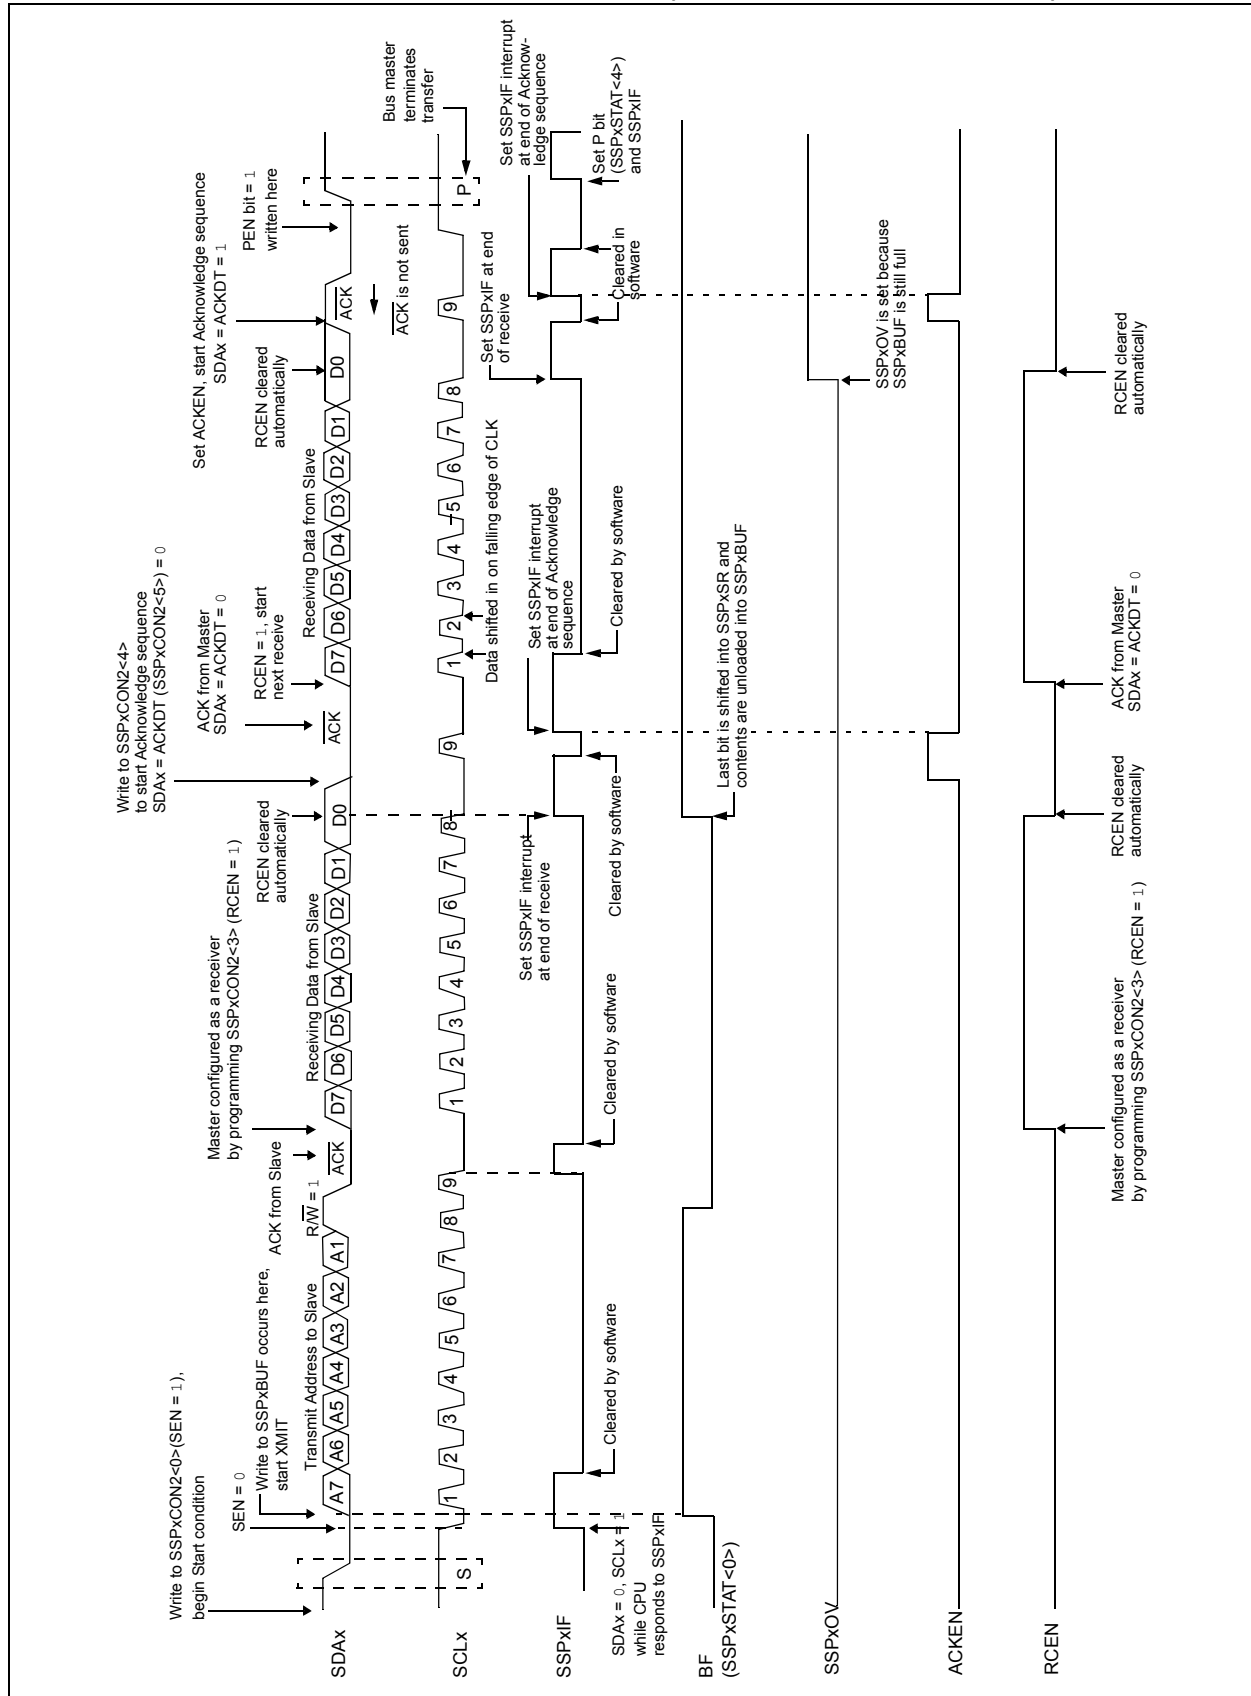 Write to SSPxCON2<0>(SEN = 1),
begin Start condition
SEN = 0
Write to SSPxBUF occurs here,
start XMIT
ACK from Slave
Master configured as a receiver
by programming SSPxCON2<3> (RCEN = 1)
RCEN cleared
automatically
Write to SSPxCON2<4>
to start Acknowledge sequence
SDAx = ACKDT (SSPxCON2<5>) = 0
ACK from Master
SDAx = ACKDT = 0
RCEN = 1, start
next receive
RCEN cleared
automatically
Set ACKEN, start Acknowledge sequence
SDAx = ACKDT = 1
PEN bit = 1
written here
Transmit Address to Slave
R/W = 1
Receiving Data from Slave
Receiving Data from Slave
SDAx
A7 A6 A5 A4 A3 A2 A1 ACK D7 D6 D5 D4 D3 D2 D1 D0 ACK D7 D6 D5 D4 D3 D2 D1 D0 ACK
ACK is not sent
Bus master
terminates
transfer
SCLx
S 1 2 3 4 5 6 7 8 9 1 2 3 4 5 6 7 8 9 1 2 3 4 5 6 7 8 9 P
Data shifted in on falling edge of CLK
Set SSPxIF interrupt
at end of receive
Set SSPxIF interrupt
at end of Acknowledge
sequence
Set SSPxIF at end
of receive
Set SSPxIF interrupt
at end of Acknow-
ledge sequence
SSPxIF
SDAx = 0, SCLx = 1
while CPU
responds to SSPxIF
Cleared by software
Cleared by software
Cleared by software
Cleared by software
Cleared in
software
Set P bit
(SSPxSTAT<4>)
and SSPxIF
BF
(SSPxSTAT<0>)
Last bit is shifted into SSPxSR and
contents are unloaded into SSPxBUF
SSPxOV
SSPxOV is set because
SSPxBUF is still full
ACKEN
RCEN
Master configured as a receiver
by programming SSPxCON2<3> (RCEN = 1)
RCEN cleared
automatically
ACK from Master
SDAx = ACKDT = 0
RCEN cleared
automatically